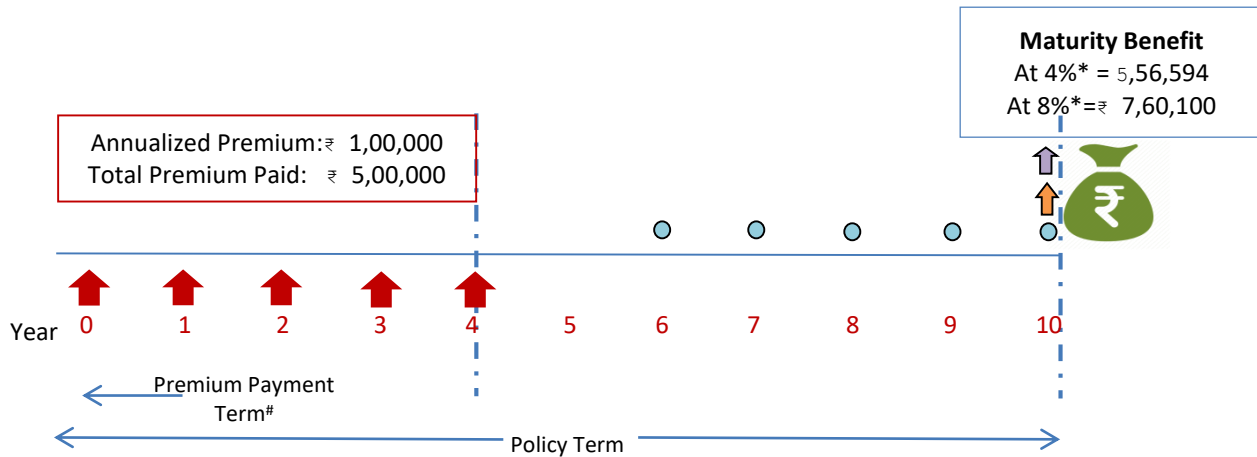 Maturity Benefit
At 4%* = 5,56,594
At 8%*=₹ 7,60,100
Annualized Premium:₹ 1,00,000
Total Premium Paid: ₹ 5,00,000
₹
Year 0 1 2 3 4 5 6 7 8 9 10
Premium Payment
Term#
Policy Term